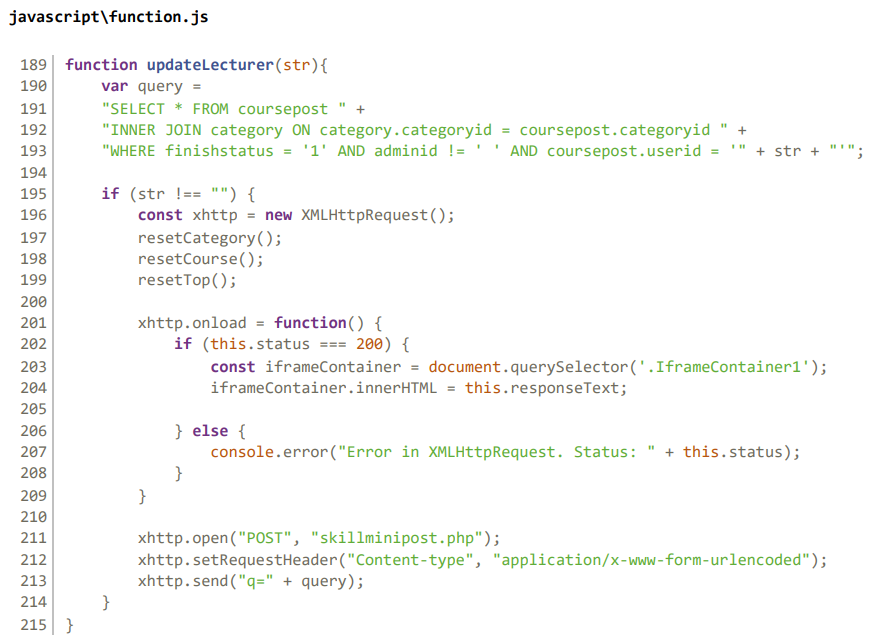 javascript\function.js
189 function updateLecturer(str){
190     var query =
191     "SELECT * FROM coursepost " +
192     "INNER JOIN category ON category.categoryid = coursepost.categoryid " +
193     "WHERE finishstatus = '1' AND adminid != ' ' AND coursepost.userid = '" + str + "'";
194
195     if (str !== "") {
196         const xhttp = new XMLHttpRequest();
197         resetCategory();
198         resetCourse();
199         resetTop();
200
201         xhttp.onload = function() {
202             if (this.status === 200) {
203                 const iframeContainer = document.querySelector('.IframeContainer1');
204                 iframeContainer.innerHTML = this.responseText;
205
206             } else {
207                 console.error("Error in XMLHttpRequest. Status: " + this.status);
208             }
209         }
210
211         xhttp.open("POST", "skillminipost.php");
212         xhttp.setRequestHeader("Content-type", "application/x-www-form-urlencoded");
213         xhttp.send("q=" + query);
214     }
215 }